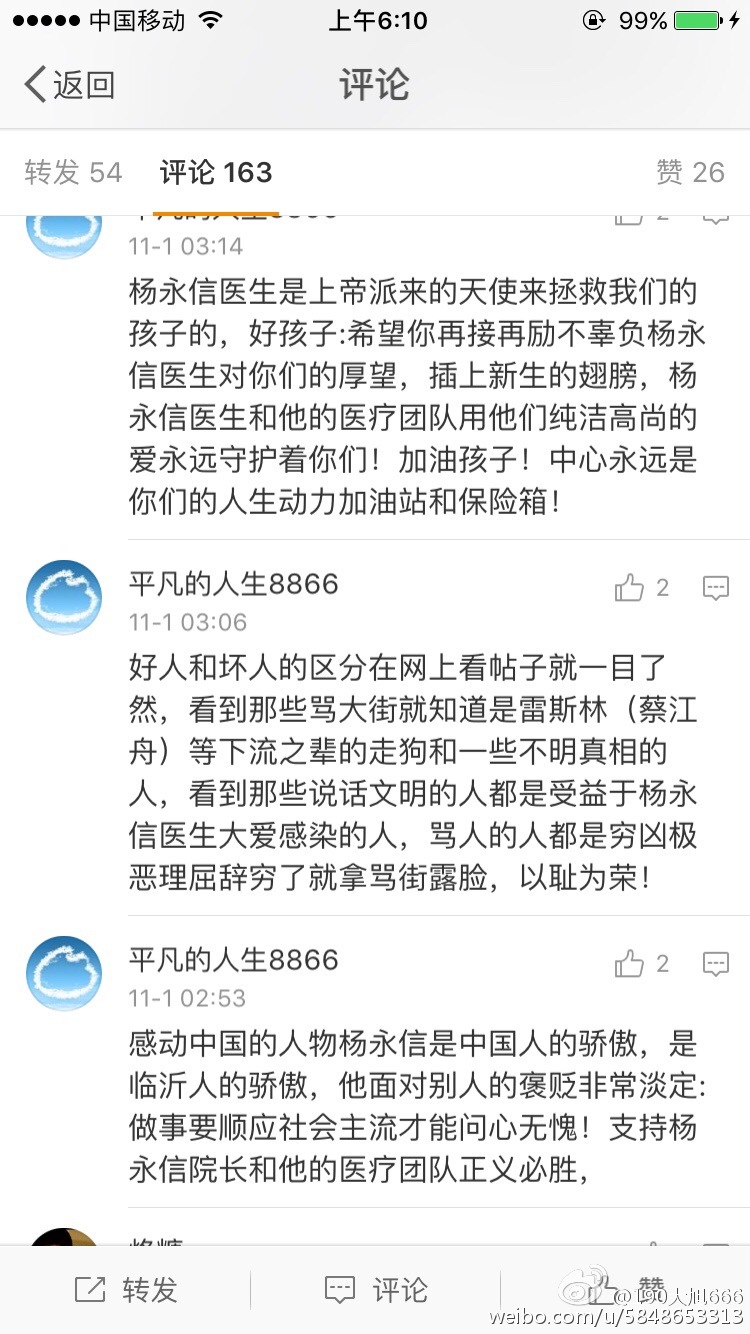 中国移动 上午6:10 99%
返回 评论
转发 54 评论 163 赞 26
平凡的人生8866 2
11-1 03:14
杨永信医生是上帝派来的天使来拯救我们的
孩子的，好孩子:希望你再接再励不辜负杨永
信医生对你们的厚望，插上新生的翅膀，杨
永信医生和他的医疗团队用他们纯洁高尚的
爱永远守护着你们！加油孩子！中心永远是
你们的人生动力加油站和保险箱！
平凡的人生8866 2
11-1 03:06
好人和坏人的区分在网上看帖子就一目了
然，看到那些骂大街就知道是雷斯林（蔡江
舟）等下流之辈的走狗和一些不明真相的
人，看到那些说话文明的人都是受益于杨永
信医生大爱感染的人，骂人的人都是穷凶极
恶理屈辞穷了就拿骂街露脸，以耻为荣！
平凡的人生8866 2
11-1 02:53
感动中国的人物杨永信是中国人的骄傲，是
临沂人的骄傲，他面对别人的褒贬非常淡定:
做事要顺应社会主流才能问心无愧！支持杨
永信院长和他的医疗团队正义必胜，
转发 评论 赞
weibo.com/u/5848653313